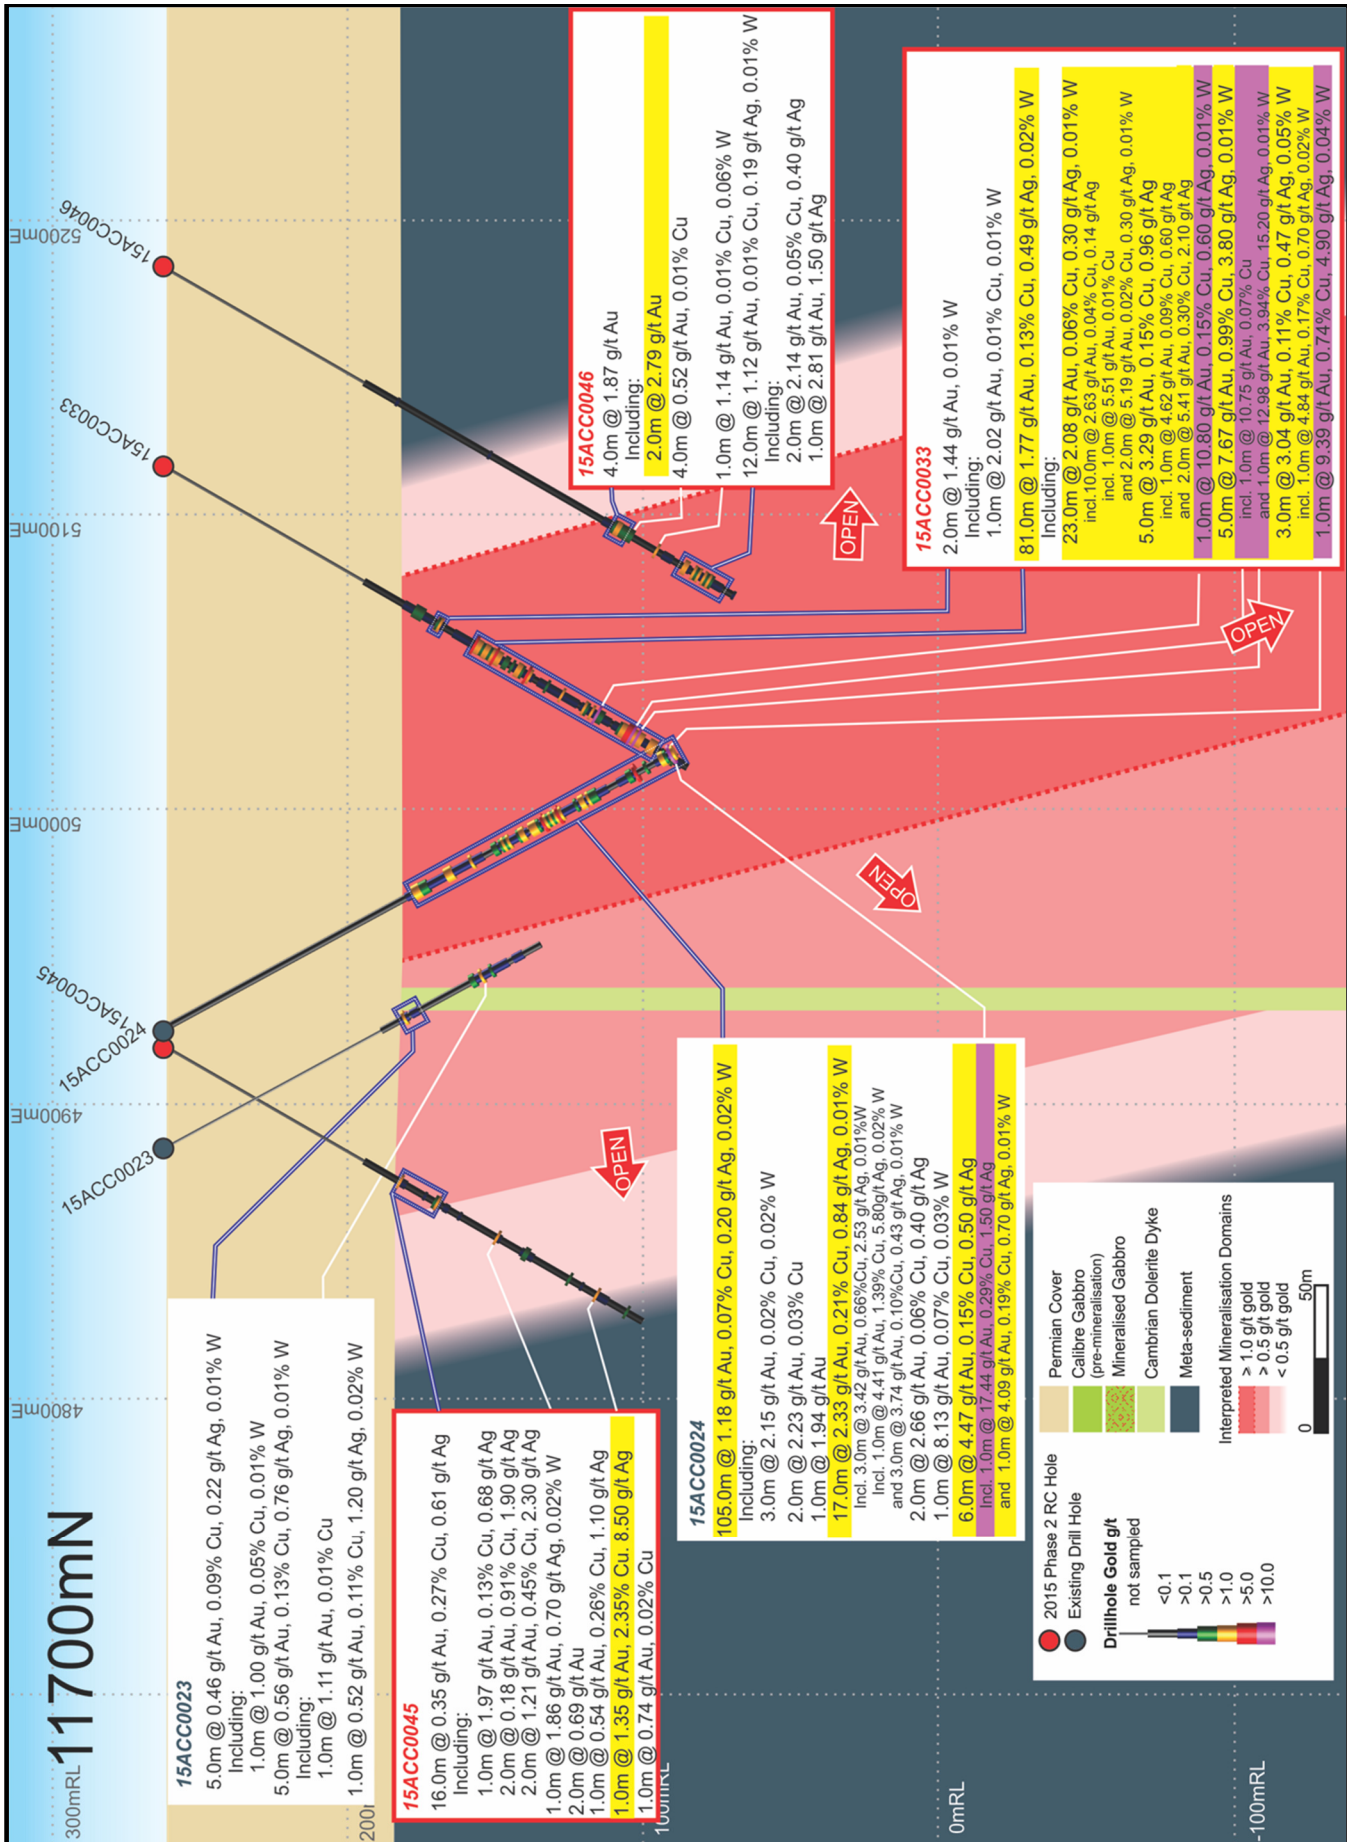 11700mN
300mRL
200
100mRL
0mRL
-100mRL
4800mE
4900mE
5000mE
5100mE
5200mE
15ACC0023
15ACC0024
15ACC0045
15ACC0033
15ACC0046
15ACC0023
5.0m @ 0.46 g/t Au, 0.09% Cu, 0.22 g/t Ag, 0.01% W
Including:
1.0m @ 1.00 g/t Au, 0.05% Cu, 0.01% W
5.0m @ 0.56 g/t Au, 0.13% Cu, 0.76 g/t Ag, 0.01% W
Including:
1.0m @ 1.11 g/t Au, 0.01% Cu
1.0m @ 0.52 g/t Au, 0.11% Cu, 1.20 g/t Ag, 0.02% W
15ACC0045
16.0m @ 0.35 g/t Au, 0.27% Cu, 0.61 g/t Ag
Including:
1.0m @ 1.97 g/t Au, 0.13% Cu, 0.68 g/t Ag
2.0m @ 0.18 g/t Au, 0.91% Cu, 1.90 g/t Ag
2.0m @ 1.21 g/t Au, 0.45% Cu, 2.30 g/t Ag
1.0m @ 1.86 g/t Au, 0.70 g/t Ag, 0.02% W
2.0m @ 0.69 g/t Au
1.0m @ 0.54 g/t Au, 0.26% Cu, 1.10 g/t Ag
1.0m @ 1.35 g/t Au, 2.35% Cu. 8.50 g/t Ag
1.0m @ 0.74 g/t Au, 0.02% Cu
15ACC0024
105.0m @ 1.18 g/t Au, 0.07% Cu, 0.20 g/t Ag, 0.02% W
Including:
3.0m @ 2.15 g/t Au, 0.02% Cu, 0.02% W
2.0m @ 2.23 g/t Au, 0.03% Cu
1.0m @ 1.94 g/t Au
17.0m @ 2.33 g/t Au, 0.21% Cu, 0.84 g/t Ag, 0.01% W
Incl. 3.0m @ 3.42 g/t Au, 0.66%Cu, 2.53 g/t Ag, 0.01%W
Incl. 1.0m @ 4.41 g/t Au, 1.39% Cu, 5.80g/t Ag, 0.02% W
and 3.0m @ 3.74 g/t Au, 0.10%Cu, 0.43 g/t Ag, 0.01% W
2.0m @ 2.66 g/t Au, 0.06% Cu, 0.40 g/t Ag
1.0m @ 8.13 g/t Au, 0.07% Cu, 0.03% W
6.0m @ 4.47 g/t Au, 0.15% Cu, 0.50 g/t Ag
Incl. 1.0m @ 17.44 g/t Au, 0.29% Cu, 1.50 g/t Ag
and 1.0m @ 4.09 g/t Au, 0.19% Cu, 0.70 g/t Ag, 0.01% W
15ACC0046
4.0m @ 1.87 g/t Au
Including:
2.0m @ 2.79 g/t Au
4.0m @ 0.52 g/t Au, 0.01% Cu
1.0m @ 1.14 g/t Au, 0.01% Cu, 0.06% W
12.0m @ 1.12 g/t Au, 0.01% Cu, 0.19 g/t Ag, 0.01% W
Including:
2.0m @ 2.14 g/t Au, 0.05% Cu, 0.40 g/t Ag
1.0m @ 2.81 g/t Au, 1.50 g/t Ag
15ACC0033
2.0m @ 1.44 g/t Au, 0.01% W
Including:
1.0m @ 2.02 g/t Au, 0.01% Cu, 0.01% W
81.0m @ 1.77 g/t Au, 0.13% Cu, 0.49 g/t Ag, 0.02% W
Including:
23.0m @ 2.08 g/t Au, 0.06% Cu, 0.30 g/t Ag, 0.01% W
incl.10.0m @ 2.63 g/t Au, 0.04% Cu, 0.14 g/t Ag
incl. 1.0m @ 5.51 g/t Au, 0.01% Cu
and 2.0m @ 5.19 g/t Au, 0.02% Cu, 0.30 g/t Ag, 0.01% W
5.0m @ 3.29 g/t Au, 0.15% Cu, 0.96 g/t Ag
incl. 1.0m @ 4.62 g/t Au, 0.09% Cu, 0.60 g/t Ag
and 2.0m @ 5.41 g/t Au, 0.30% Cu, 2.10 g/t Ag
1.0m @ 10.80 g/t Au, 0.15% Cu, 0.60 g/t Ag, 0.01% W
5.0m @ 7.67 g/t Au, 0.99% Cu, 3.80 g/t Ag, 0.01% W
incl. 1.0m @ 10.75 g/t Au, 0.07% Cu
and 1.0m @ 12.98 g/t Au, 3.94% Cu, 15.20 g/t Ag, 0.01% W
3.0m @ 3.04 g/t Au, 0.11% Cu, 0.47 g/t Ag, 0.05% W
incl. 1.0m @ 4.84 g/t Au, 0.17% Cu, 0.70 g/t Ag, 0.02% W
1.0m @ 9.39 g/t Au, 0.74% Cu, 4.90 g/t Ag, 0.04% W
OPEN
OPEN
OPEN
OPEN
2015 Phase 2 RC Hole
Existing Drill Hole
Drillhole Gold g/t
not sampled
<0.1
>0.1
>0.5
>1.0
>5.0
>10.0
Permian Cover
Calibre Gabbro
(pre-mineralisation)
Mineralised Gabbro
Cambrian Dolerite Dyke
Meta-sediment
Interpreted Mineralisation Domains
> 1.0 g/t gold
> 0.5 g/t gold
< 0.5 g/t gold
0
50m